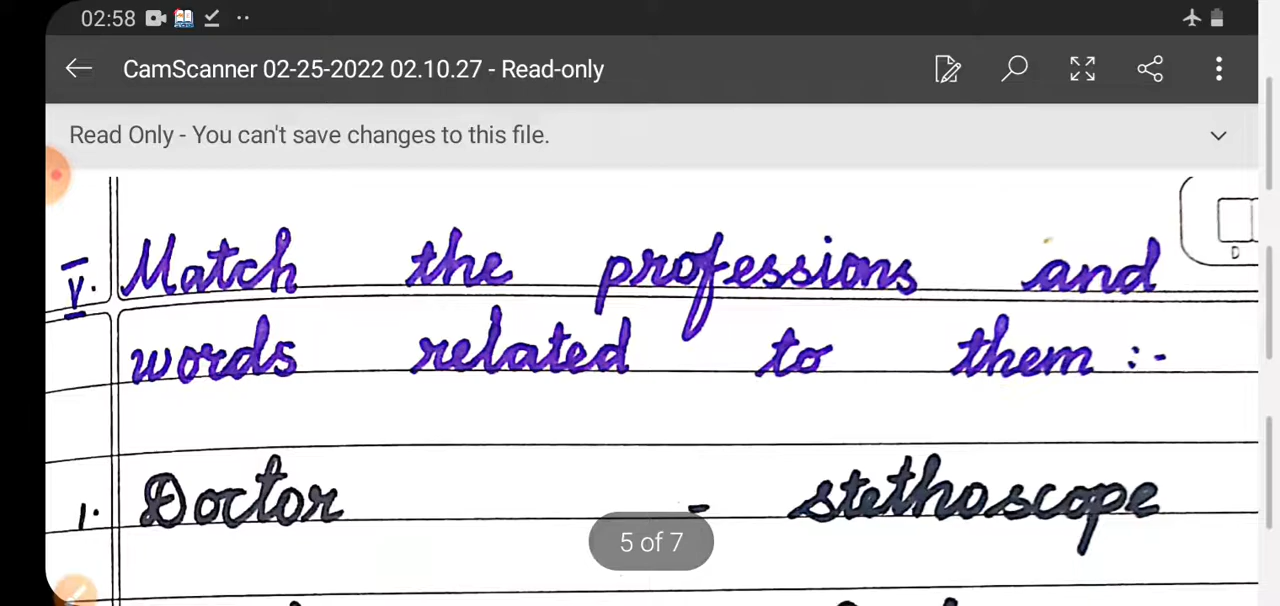 02:58
CamScanner 02-25-2022 02.10.27 - Read-only
Read Only - You can't save changes to this file.
D
V. Match the professions and
words related to them :-
1. Doctor - stethoscope
5 of 7